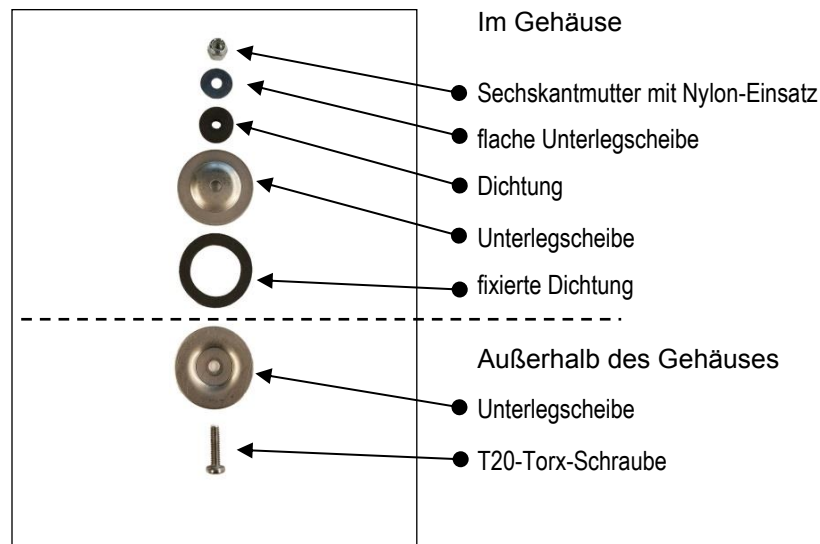 Im Gehäuse
Sechskantmutter mit Nylon-Einsatz
flache Unterlegscheibe
Dichtung
Unterlegscheibe
fixierte Dichtung
Außerhalb des Gehäuses
Unterlegscheibe
T20-Torx-Schraube